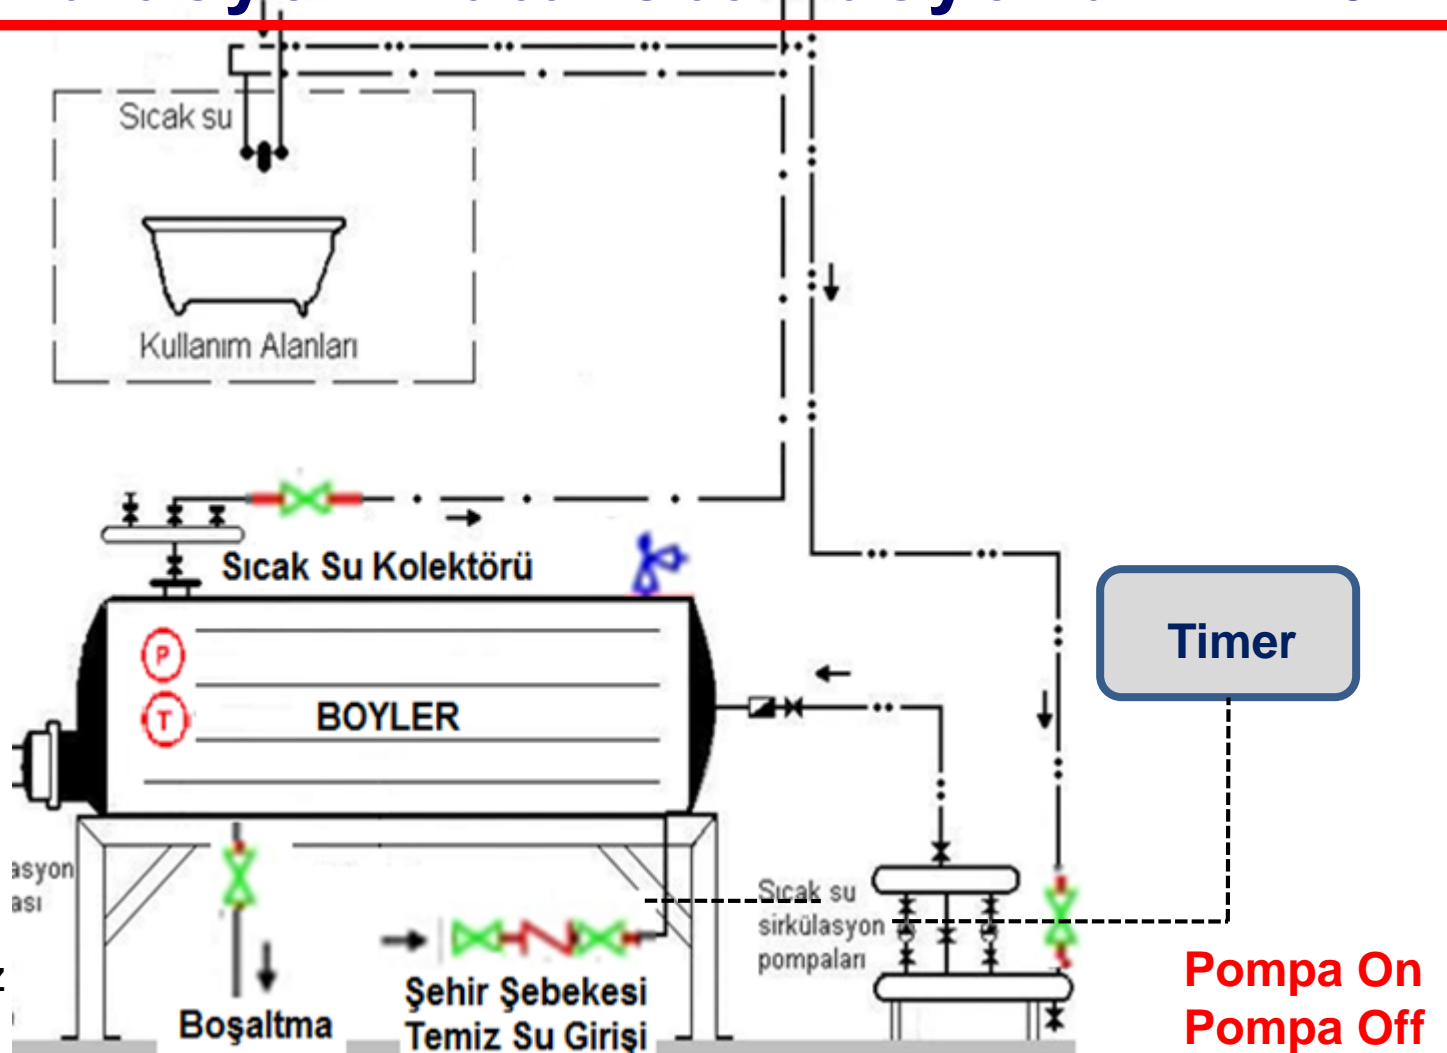 Sıcak su
Kullanım Alanları
Sıcak Su Kolektörü
P
T
BOYLER
Timer
asyon
ası
Sıcak su
sirkülasyon
pompaları
z
Boşaltma
Şehir Şebekesi
Temiz Su Girişi
Pompa On
Pompa Off